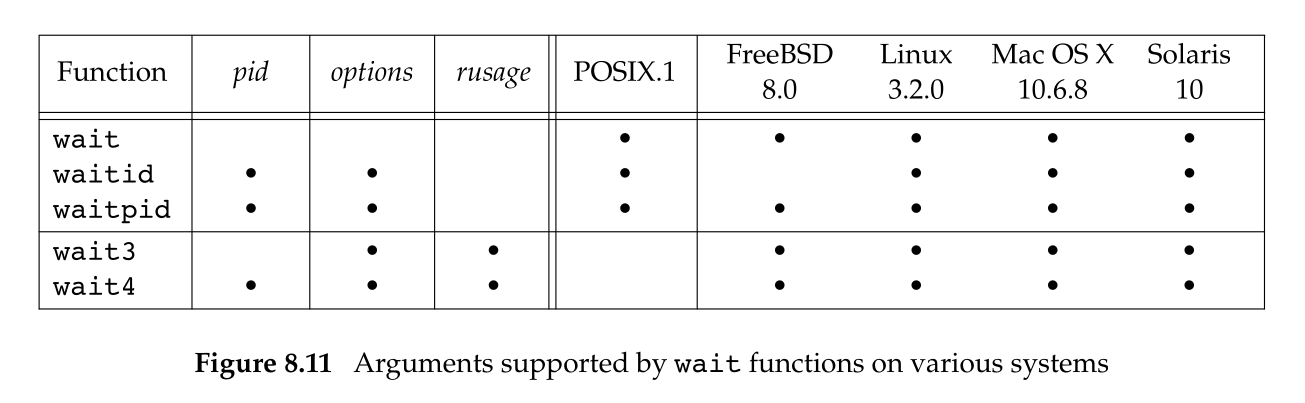 Function pid options rusage POSIX.1 FreeBSD 8.0 Linux 3.2.0 Mac OS X 10.6.8 Solaris 10
wait • • • • •
waitid • • • • • •
waitpid • • • • • • •
wait3 • • • • • •
wait4 • • • • • • •
Figure 8.11 Arguments supported by wait functions on various systems